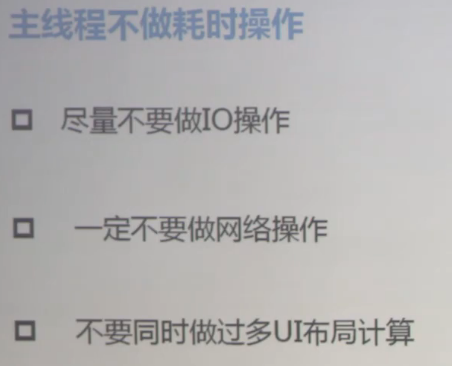 主线程不做耗时操作
尽量不要做IO操作
一定不要做网络操作
不要同时做过多UI布局计算